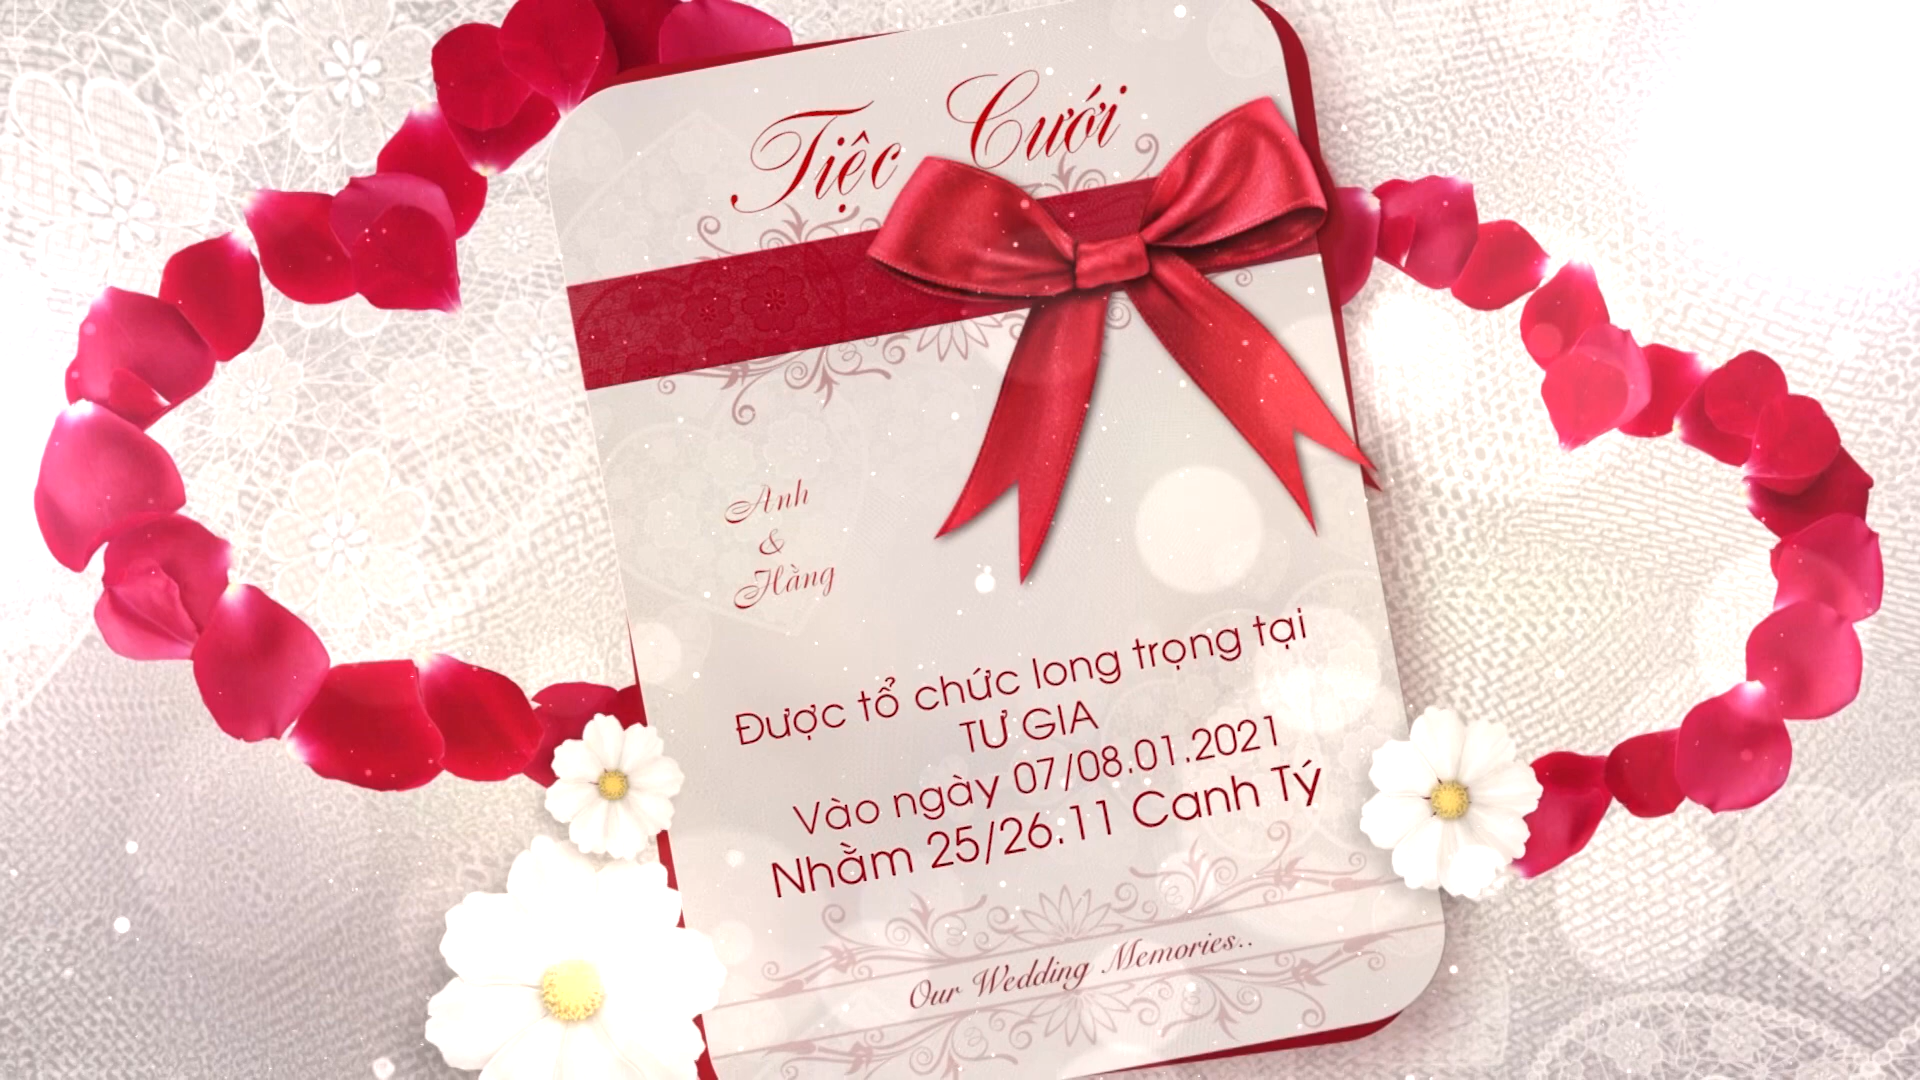 Tiệc Cưới
Anh
&
Hằng
Được tổ chức long trọng tại
TƯ GIA
Vào ngày 07/08.01.2021
Nhằm 25/26.11 Canh Tý
Our Wedding Memories..